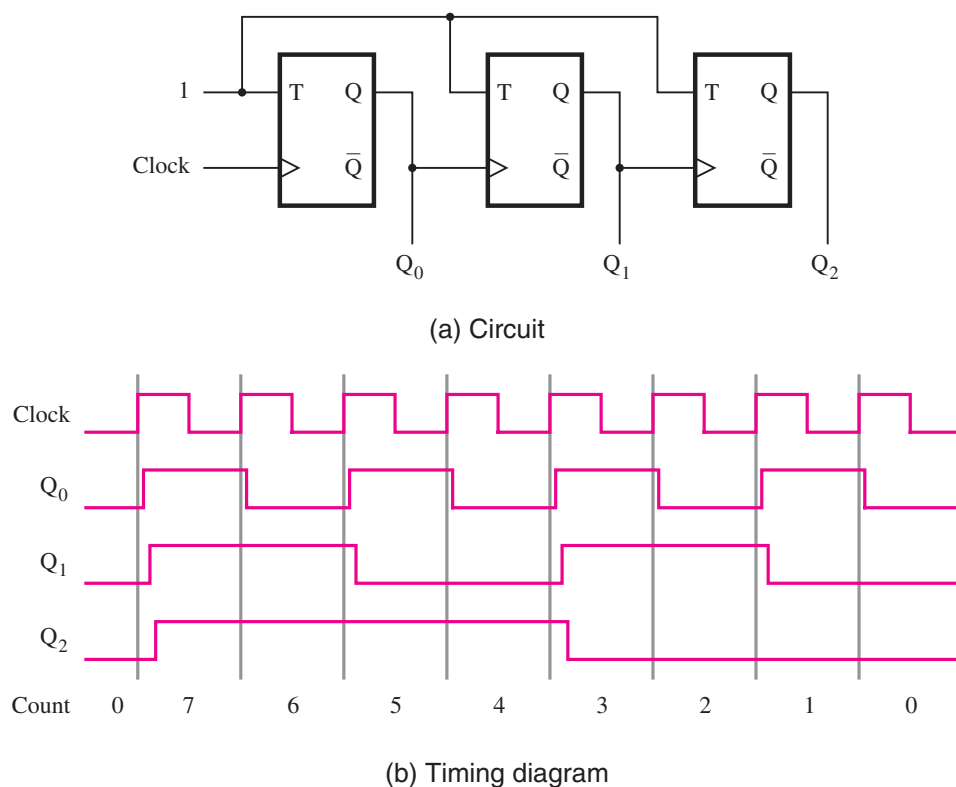 1 T Q T Q T Q
Clock Q̅ Q̅ Q̅
Q₀ Q₁ Q₂
(a) Circuit
Clock
Q₀
Q₁
Q₂
Count 0 7 6 5 4 3 2 1 0
(b) Timing diagram